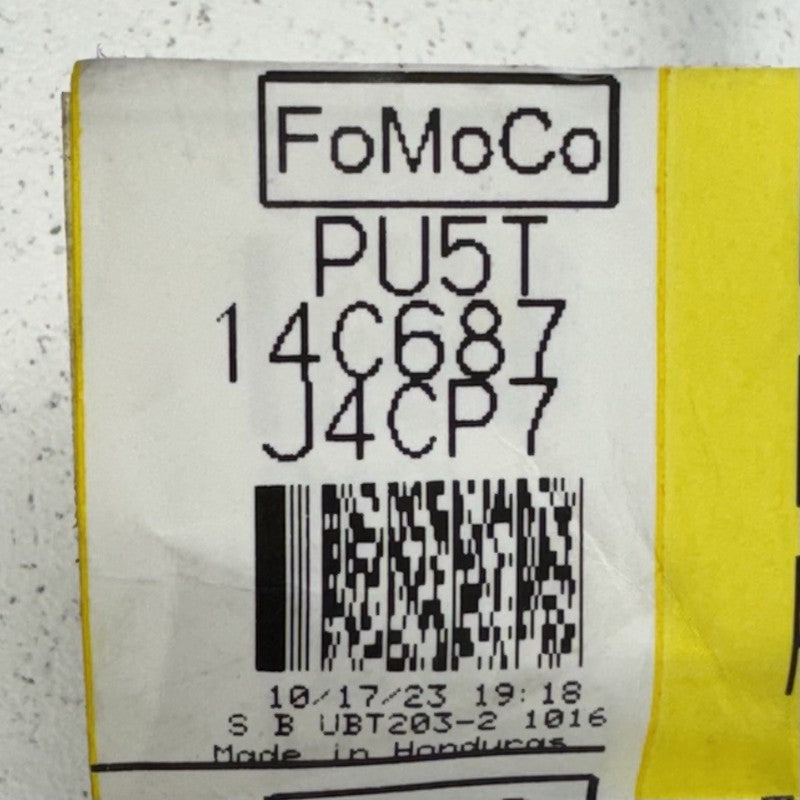 FoMoCo
PU5T
14C687
J4CP7
10/17/23 19:18
S B UBT203-2 1016
Made in Honduras